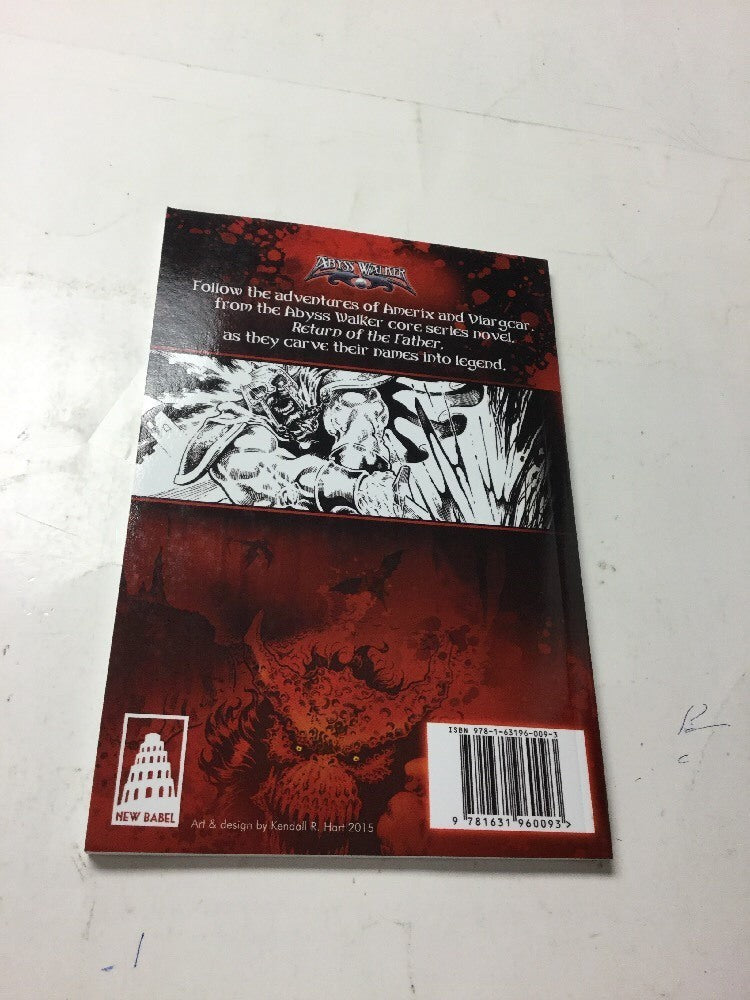 ABYSS WALKER
Follow the adventures of Amerix and Vlargcar,
from the Abyss Walker core series novel,
Return of the Father,
as they carve their names into legend.
ISBN 978-1-63196-009-3
9 781631 960093 >
NEW BABEL
Art & design by Kendall R. Hart 2015